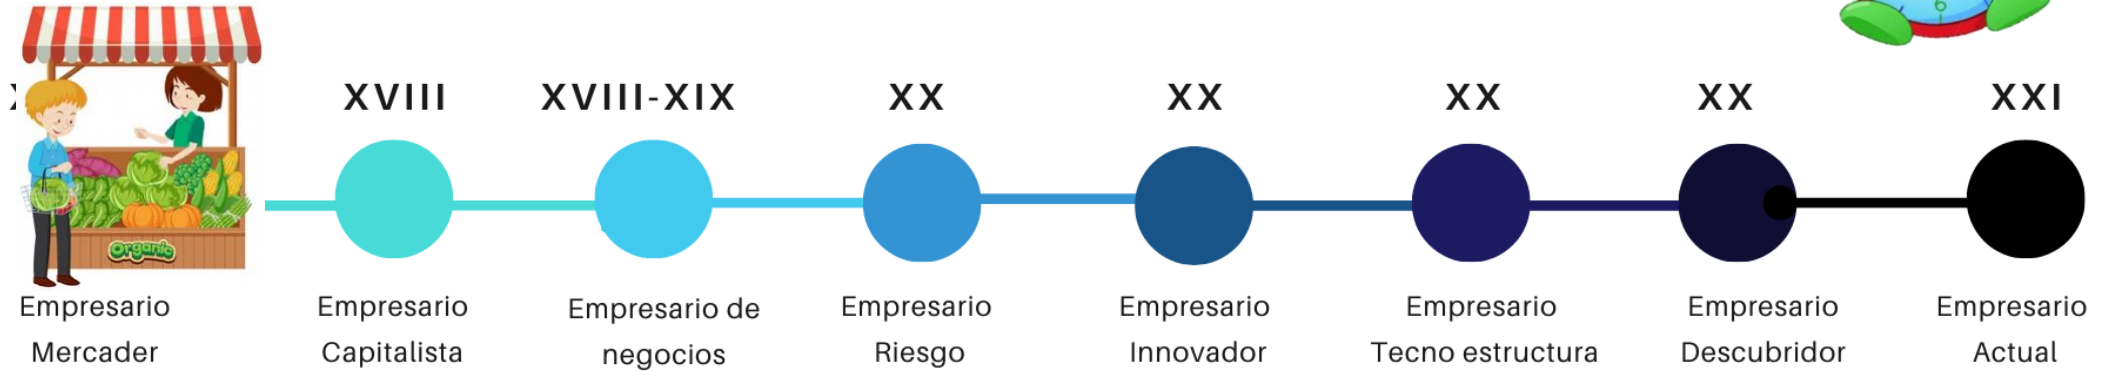 XVIII
XVIII-XIX
XX
XX
XX
XX
XXI
Organic
6
Empresario
Mercader
Empresario
Capitalista
Empresario de
negocios
Empresario
Riesgo
Empresario
Innovador
Empresario
Tecno estructura
Empresario
Descubridor
Empresario
Actual